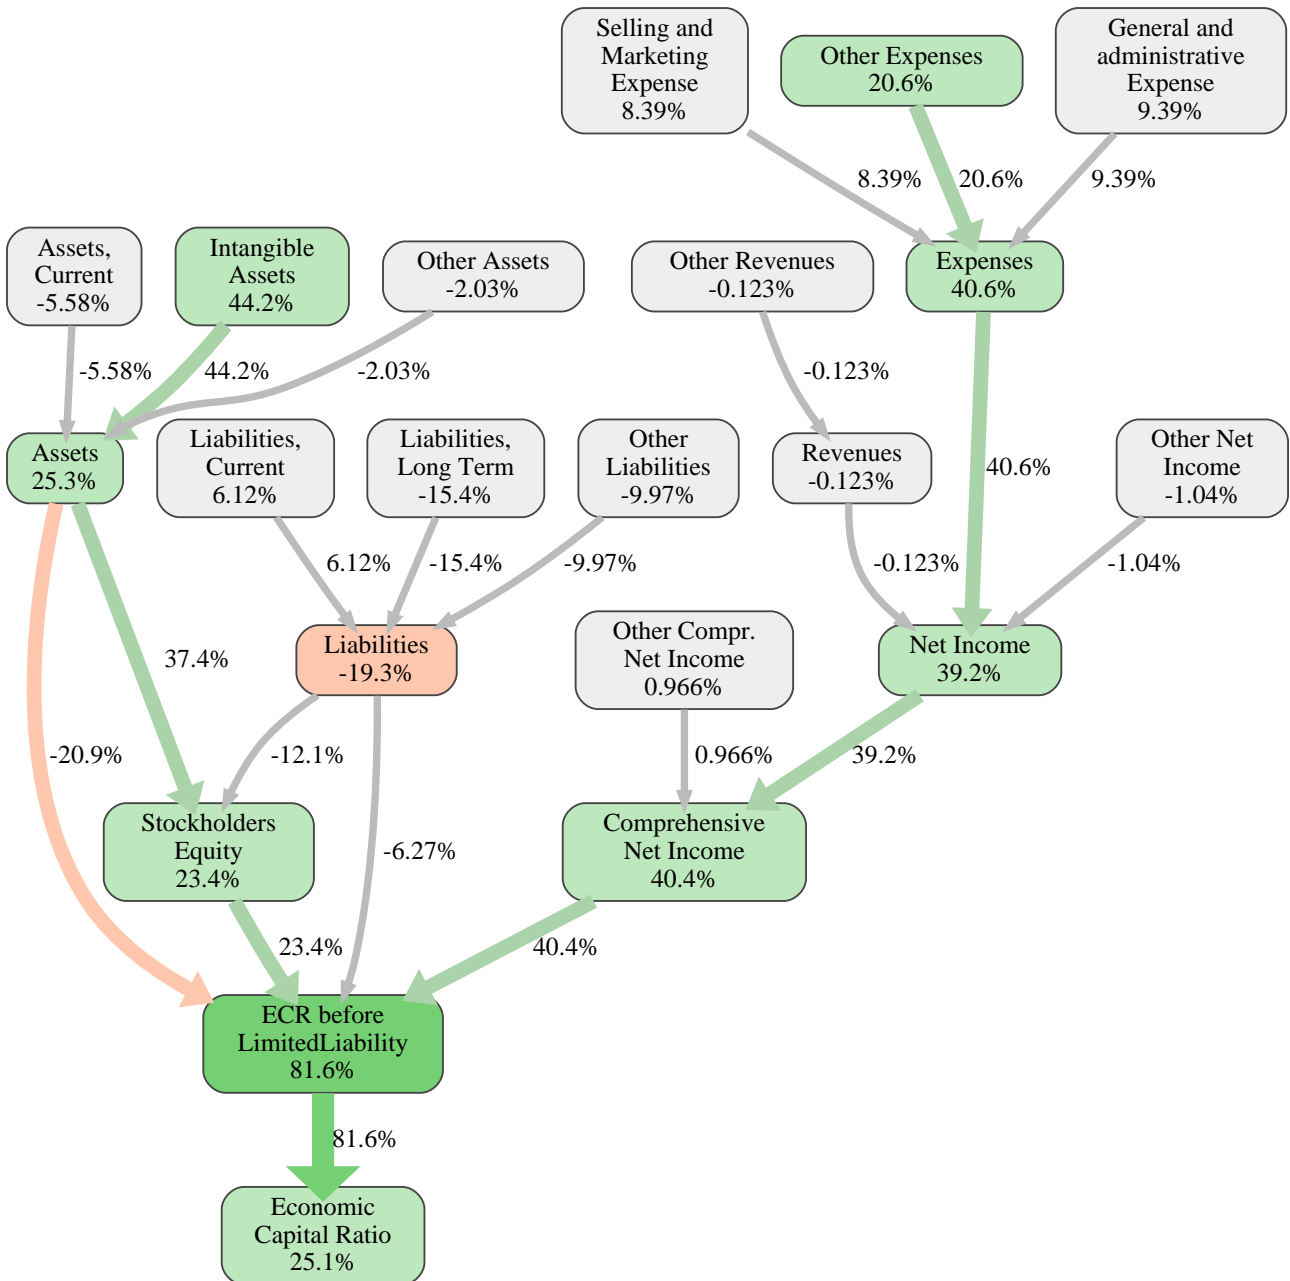 Selling and
Marketing
Expense
8.39%
Other Expenses
20.6%
General and
administrative
Expense
9.39%
8.39%
20.6%
9.39%
Assets,
Current
-5.58%
Intangible
Assets
44.2%
Other Assets
-2.03%
Other Revenues
-0.123%
Expenses
40.6%
-5.58%
44.2%
-2.03%
-0.123%
40.6%
Assets
25.3%
Liabilities,
Current
6.12%
Liabilities,
Long Term
-15.4%
Other
Liabilities
-9.97%
Revenues
-0.123%
Other Net
Income
-1.04%
6.12%
-15.4%
-9.97%
-0.123%
-1.04%
37.4%
Liabilities
-19.3%
Other Compr.
Net Income
0.966%
Net Income
39.2%
-20.9%
-12.1%
0.966%
39.2%
Stockholders
Equity
23.4%
-6.27%
Comprehensive
Net Income
40.4%
23.4%
40.4%
ECR before
LimitedLiability
81.6%
81.6%
Economic
Capital Ratio
25.1%